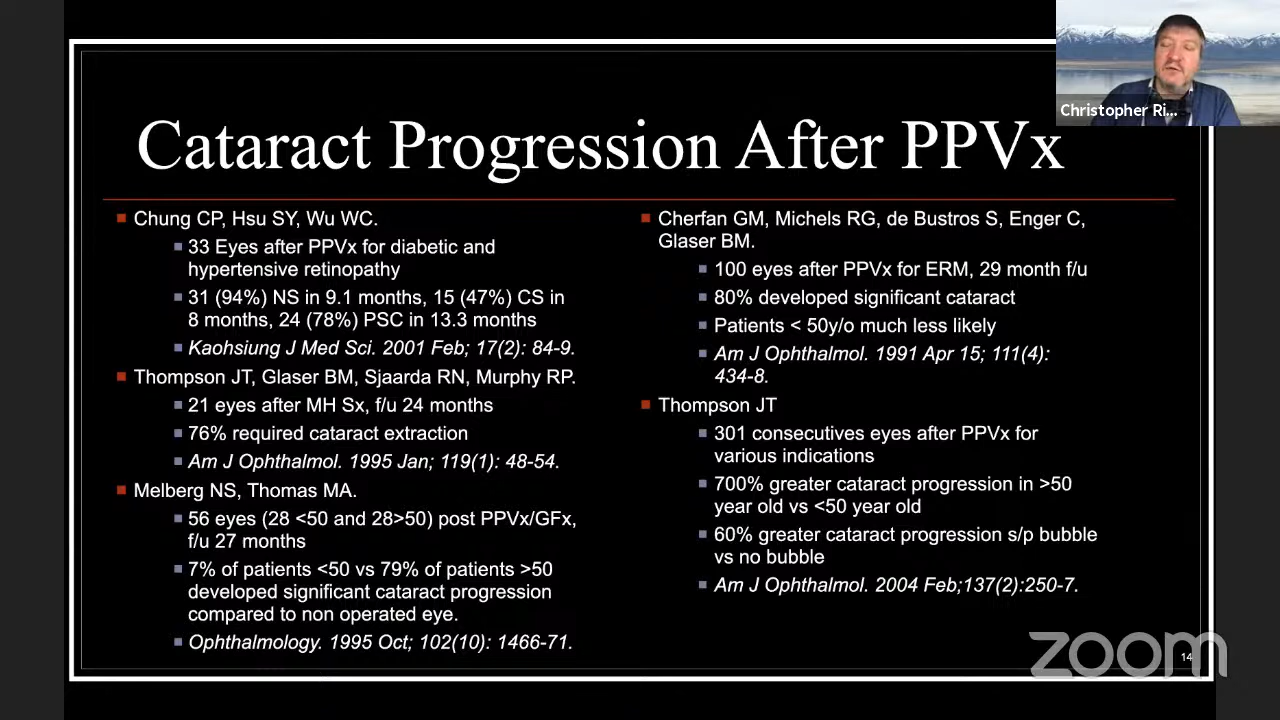 Cataract Progression After PPVx
Chung CP, Hsu SY, Wu WC.
33 Eyes after PPVx for diabetic and
hypertensive retinopathy
31 (94%) NS in 9.1 months, 15 (47%) CS in
8 months, 24 (78%) PSC in 13.3 months
Kaohsiung J Med Sci. 2001 Feb; 17(2): 84-9.
Thompson JT, Glaser BM, Sjaarda RN, Murphy RP.
21 eyes after MH Sx, f/u 24 months
76% required cataract extraction
Am J Ophthalmol. 1995 Jan; 119(1): 48-54.
Melberg NS, Thomas MA.
56 eyes (28 <50 and 28>50) post PPVx/GFx,
f/u 27 months
7% of patients <50 vs 79% of patients >50
developed significant cataract progression
compared to non operated eye.
Ophthalmology. 1995 Oct; 102(10): 1466-71.
Cherfan GM, Michels RG, de Bustros S, Enger C,
Glaser BM.
100 eyes after PPVx for ERM, 29 month f/u
80% developed significant cataract
Patients < 50y/o much less likely
Am J Ophthalmol. 1991 Apr 15; 111(4):
434-8.
Thompson JT
301 consecutives eyes after PPVx for
various indications
700% greater cataract progression in >50
year old vs <50 year old
60% greater cataract progression s/p bubble
vs no bubble
Am J Ophthalmol. 2004 Feb;137(2):250-7.
Christopher Ri...
zoom
14